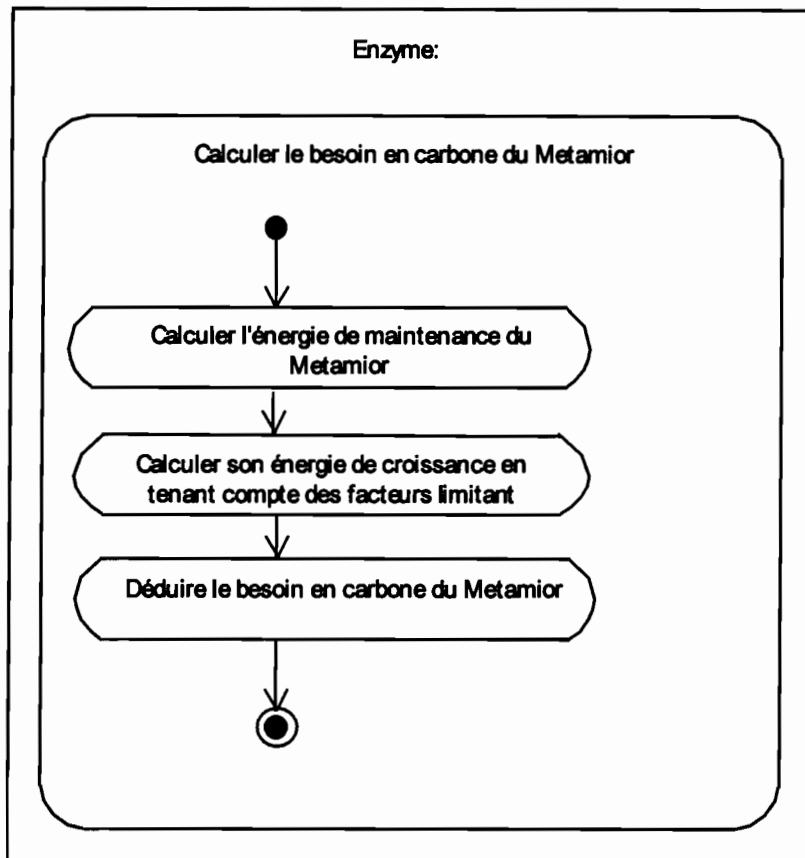 Enzyme:
Calculer le besoin en carbone du Metamior
Calculer l'énergie de maintenance du
Metamior
Calculer son énergie de croissance en
tenant compte des facteurs limitant
Déduire le besoin en carbone du Metamior